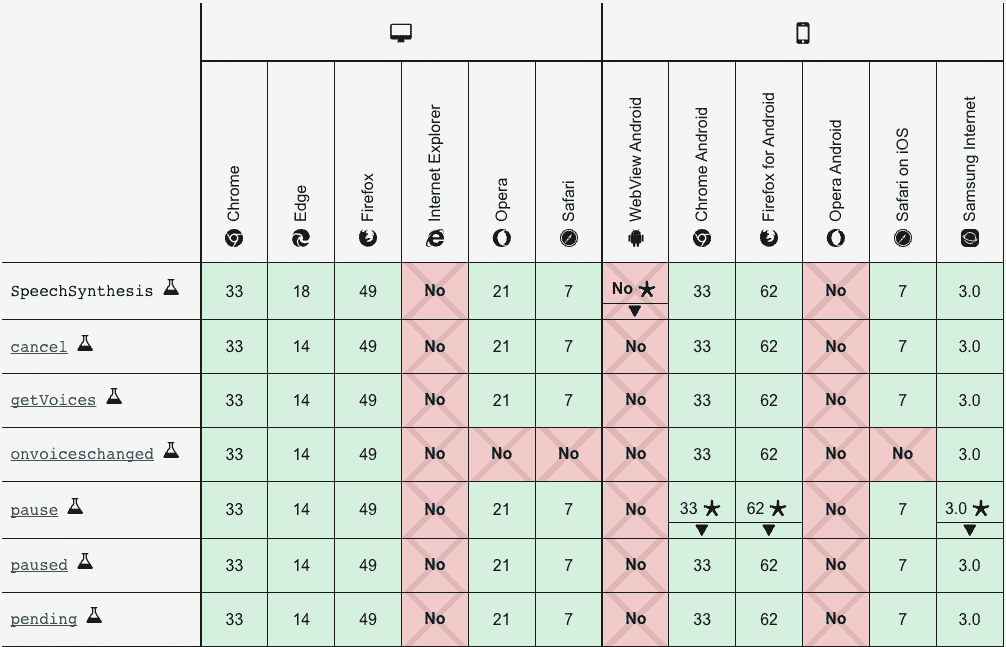 Chrome Edge Firefox Internet Explorer Opera Safari WebView Android Chrome Android Firefox for Android Opera Android Safari on iOS Samsung Internet
SpeechSynthesis 33 18 49 No 21 7 No 33 62 No 7 3.0
cancel 33 14 49 No 21 7 No 33 62 No 7 3.0
getVoices 33 14 49 No 21 7 No 33 62 No 7 3.0
onvoiceschanged 33 14 49 No No No No 33 62 No No 3.0
pause 33 14 49 No 21 7 No 33 62 No 7 3.0
paused 33 14 49 No 21 7 No 33 62 No 7 3.0
pending 33 14 49 No 21 7 No 33 62 No 7 3.0